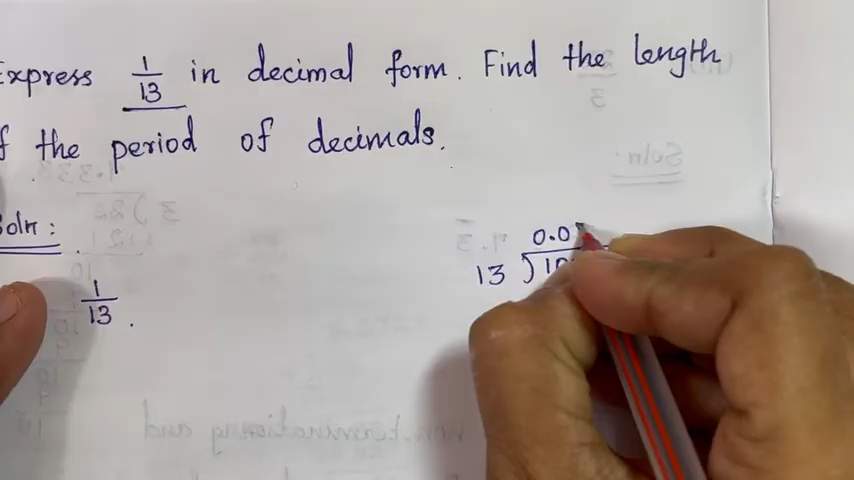 Express 1/13 in decimal form. Find the length
of the period of decimals.
Soln:
1/13.
0.0
13 ) 10